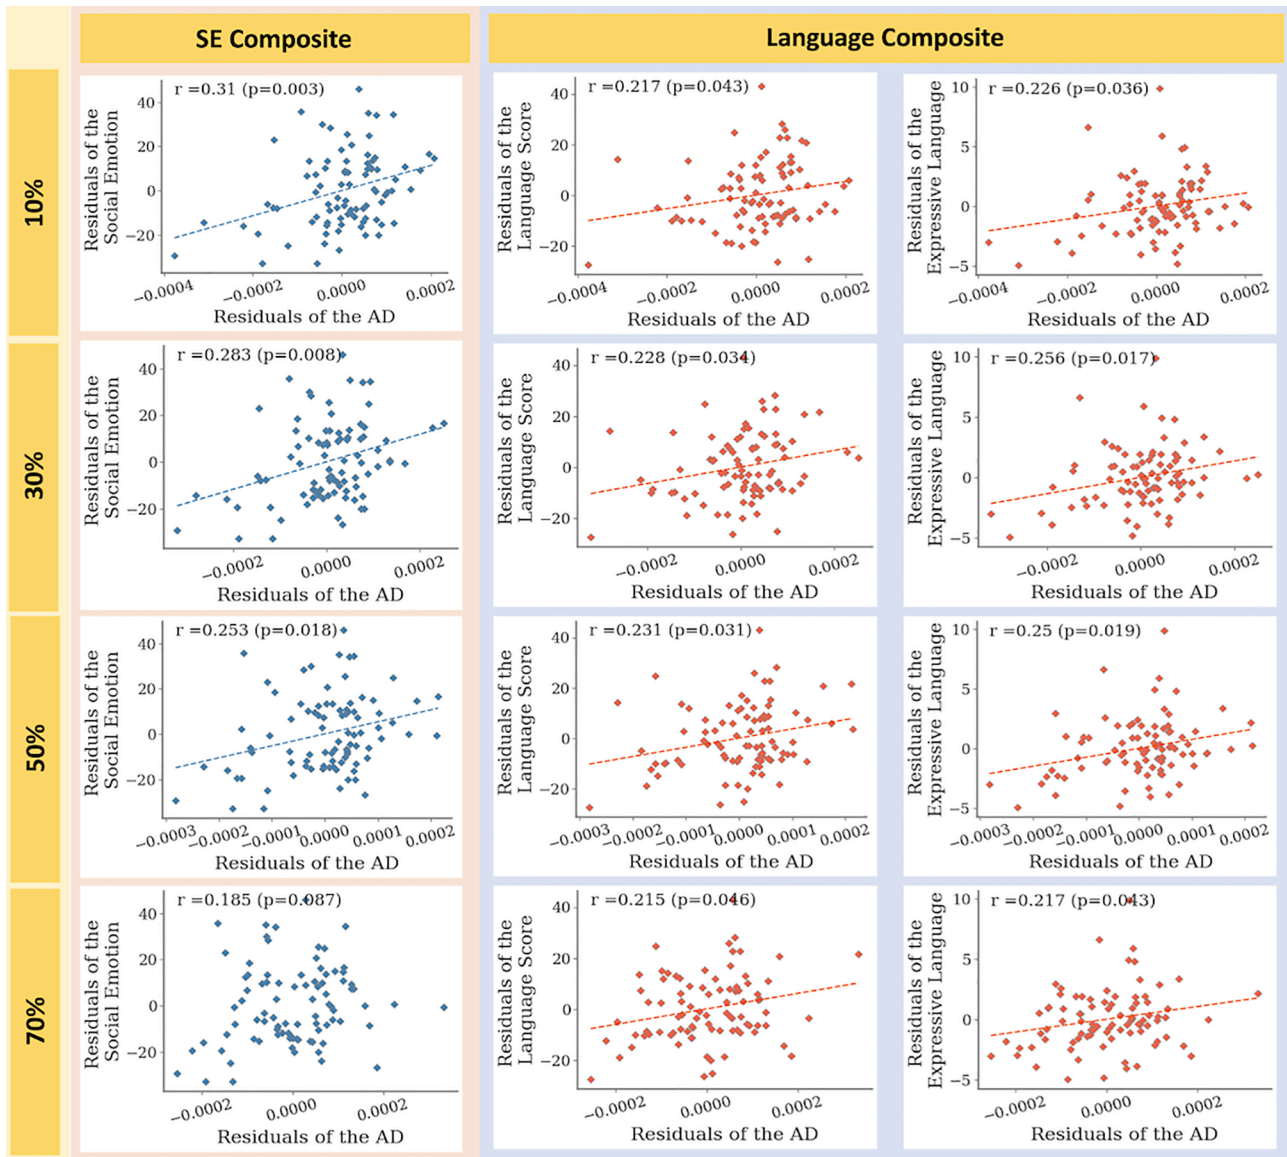 SE Composite
Language Composite
10%
r =0.31 (p=0.003)
Residuals of the
Social Emotion
40
20
0
−20
−0.0004
−0.0002
0.0000
0.0002
Residuals of the AD
r =0.217 (p=0.043)
Residuals of the
Language Score
40
20
0
−20
−0.0004
−0.0002
0.0000
0.0002
Residuals of the AD
r =0.226 (p=0.036)
Residuals of the
Expressive Language
10
5
0
−5
−0.0004
−0.0002
0.0000
0.0002
Residuals of the AD
30%
r =0.283 (p=0.008)
Residuals of the
Social Emotion
40
20
0
−20
−0.0002
0.0000
0.0002
Residuals of the AD
r =0.228 (p=0.034)
Residuals of the
Language Score
40
20
0
−20
−0.0002
0.0000
0.0002
Residuals of the AD
r =0.256 (p=0.017)
Residuals of the
Expressive Language
10
5
0
−5
−0.0002
0.0000
0.0002
Residuals of the AD
50%
r =0.253 (p=0.018)
Residuals of the
Social Emotion
40
20
0
−20
−0.0003
−0.0002
−0.0001
0.0000
0.0001
0.0002
Residuals of the AD
r =0.231 (p=0.031)
Residuals of the
Language Score
40
20
0
−20
−0.0003
−0.0002
−0.0001
0.0000
0.0001
0.0002
Residuals of the AD
r =0.25 (p=0.019)
Residuals of the
Expressive Language
10
5
0
−5
−0.0003
−0.0002
−0.0001
0.0000
0.0001
0.0002
Residuals of the AD
70%
r =0.185 (p=0.087)
Residuals of the
Social Emotion
40
20
0
−20
−0.0002
0.0000
0.0002
Residuals of the AD
r =0.215 (p=0.046)
Residuals of the
Language Score
40
20
0
−20
−0.0002
0.0000
0.0002
Residuals of the AD
r =0.217 (p=0.043)
Residuals of the
Expressive Language
10
5
0
−5
−0.0002
0.0000
0.0002
Residuals of the AD